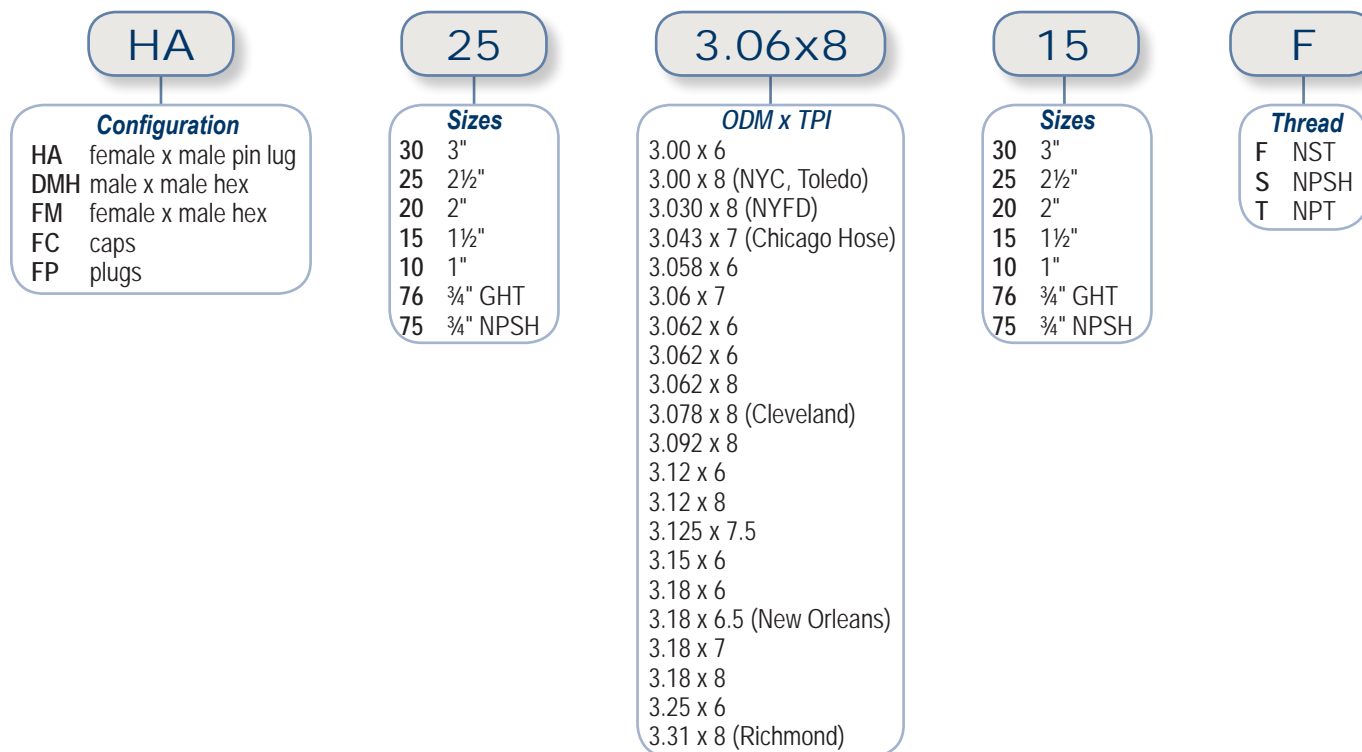 HA
25
3.06x8
15
F
Configuration
HA female x male pin lug
DMH male x male hex
FM female x male hex
FC caps
FP plugs
Sizes
30 3"
25 2½"
20 2"
15 1½"
10 1"
76 ¾" GHT
75 ¾" NPSH
ODM x TPI
3.00 x 6
3.00 x 8 (NYC, Toledo)
3.030 x 8 (NYFD)
3.043 x 7 (Chicago Hose)
3.058 x 6
3.06 x 7
3.062 x 6
3.062 x 6
3.062 x 8
3.078 x 8 (Cleveland)
3.092 x 8
3.12 x 6
3.12 x 8
3.125 x 7.5
3.15 x 6
3.18 x 6
3.18 x 6.5 (New Orleans)
3.18 x 7
3.18 x 8
3.25 x 6
3.31 x 8 (Richmond)
Sizes
30 3"
25 2½"
20 2"
15 1½"
10 1"
76 ¾" GHT
75 ¾" NPSH
Thread
F NST
S NPSH
T NPT